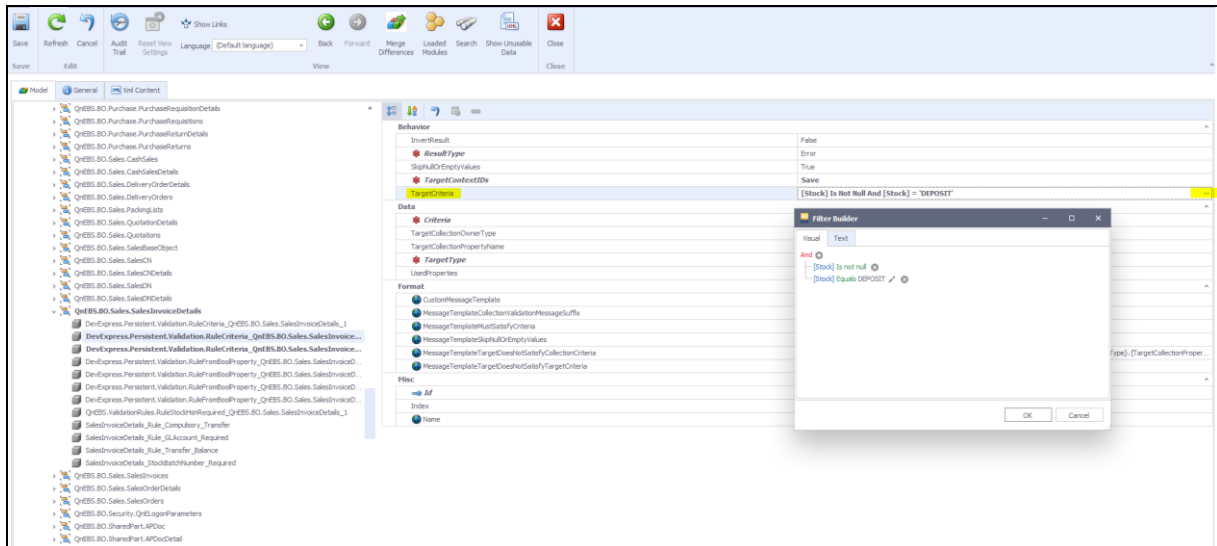 Save
Refresh
Cancel
Audit Trail
Reset View Settings
Show Links
Language (Default language)
Back
Forward
Merge Differences
Loaded Modules
Search
Show Unusable Data
Close
Save
Edit
View
Close
Model
General
Xml Content
QnEBS.BO.Purchase.PurchaseRequisitionDetails
QnEBS.BO.Purchase.PurchaseRequisitions
QnEBS.BO.Purchase.PurchaseReturnDetails
QnEBS.BO.Purchase.PurchaseReturns
QnEBS.BO.Sales.CashSales
QnEBS.BO.Sales.CashSalesDetails
QnEBS.BO.Sales.DeliveryOrderDetails
QnEBS.BO.Sales.DeliveryOrders
QnEBS.BO.Sales.PackingLists
QnEBS.BO.Sales.QuotationDetails
QnEBS.BO.Sales.Quotations
QnEBS.BO.Sales.SalesBaseObject
QnEBS.BO.Sales.SalesCN
QnEBS.BO.Sales.SalesCNDetails
QnEBS.BO.Sales.SalesDN
QnEBS.BO.Sales.SalesDNDetails
QnEBS.BO.Sales.SalesInvoiceDetails
DevExpress.Persistent.Validation.RuleCriteria_QnEBS.BO.Sales.SalesInvoiceDetails_1
DevExpress.Persistent.Validation.RuleCriteria_QnEBS.BO.Sales.SalesInvoice...
DevExpress.Persistent.Validation.RuleCriteria_QnEBS.BO.Sales.SalesInvoice...
DevExpress.Persistent.Validation.RuleFromBoolProperty_QnEBS.BO.Sales.SalesInvoiceD...
DevExpress.Persistent.Validation.RuleFromBoolProperty_QnEBS.BO.Sales.SalesInvoiceD...
DevExpress.Persistent.Validation.RuleFromBoolProperty_QnEBS.BO.Sales.SalesInvoiceD...
DevExpress.Persistent.Validation.RuleFromBoolProperty_QnEBS.BO.Sales.SalesInvoiceD...
QnEBS.ValidationRules.RuleStockHsnRequired_QnEBS.BO.Sales.SalesInvoiceDetails_1
SalesInvoiceDetails_Rule_Compulsory_Transfer
SalesInvoiceDetails_Rule_GLAccount_Required
SalesInvoiceDetails_Rule_Transfer_Balance
SalesInvoiceDetails_StockBatchNumber_Required
QnEBS.BO.Sales.SalesInvoices
QnEBS.BO.Sales.SalesOrderDetails
QnEBS.BO.Sales.SalesOrders
QnEBS.BO.Security.QnELogonParameters
QnEBS.BO.SharedPart.APDoc
QnEBS.BO.SharedPart.APDocDetail
Behavior
InvertResult False
ResultType Error
SkipNullOrEmptyValues True
TargetContextIDs Save
TargetCriteria [Stock] Is Not Null And [Stock] = 'DEPOSIT' ...
Data
Criteria
TargetCollectionOwnerType
TargetCollectionPropertyName
TargetType
UsedProperties
Format
CustomMessageTemplate
MessageTemplateCollectionValidationMessageSuffix
MessageTemplateMustSatisfyCriteria
MessageTemplateSkipNullOrEmptyValues
MessageTemplateTargetDoesNotSatisfyCollectionCriteria Type}.{TargetCollectionProper...
MessageTemplateTargetDoesNotSatisfyTargetCriteria
Misc
Id
Index
Name
Filter Builder
Visual
Text
And
[Stock] Is not null
[Stock] Equals DEPOSIT
OK
Cancel